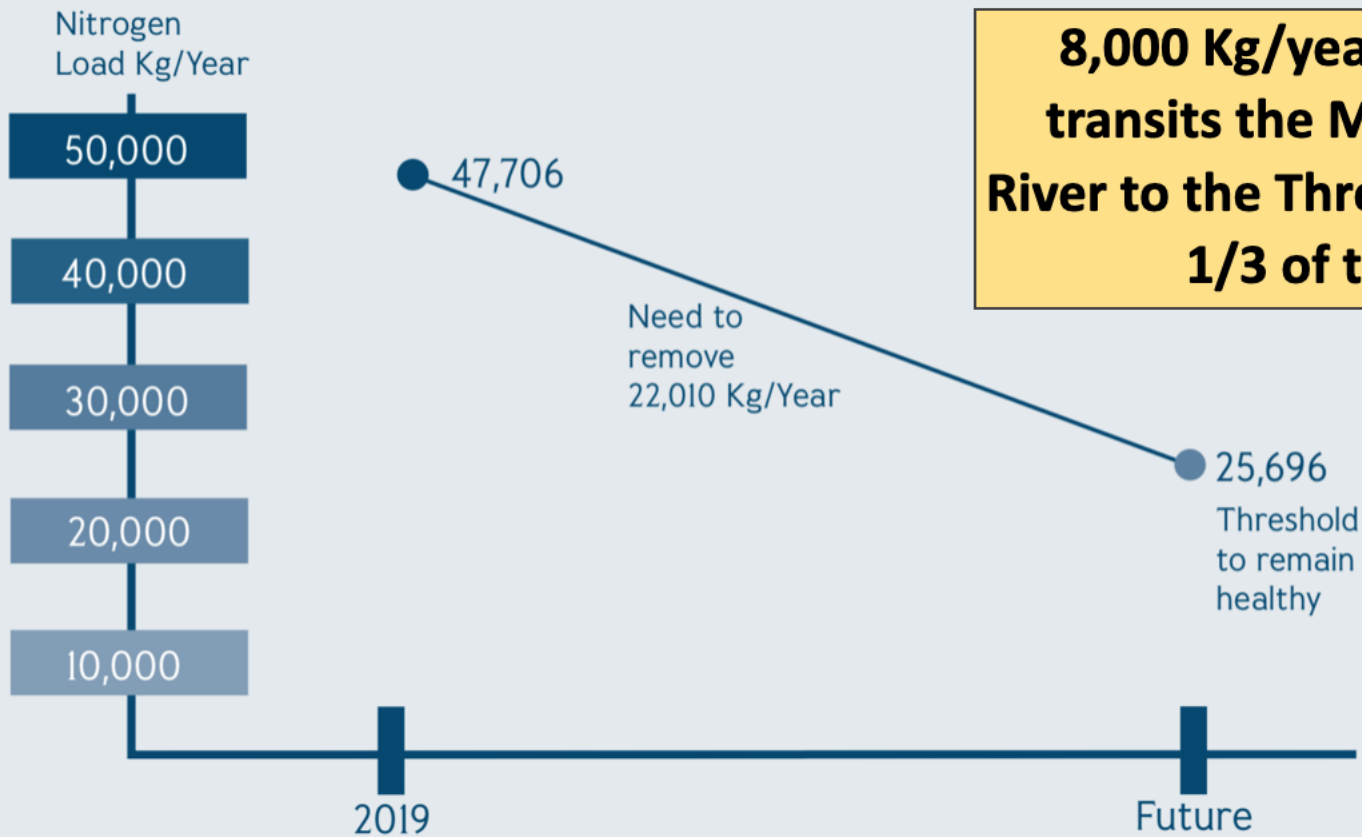 Nitrogen
Load Kg/Year
50,000
40,000
30,000
20,000
10,000
47,706
Need to
remove
22,010 Kg/Year
25,696
Threshold
to remain
healthy
2019
Future
8,000 Kg/yea
transits the M
River to the Thre
1/3 of t